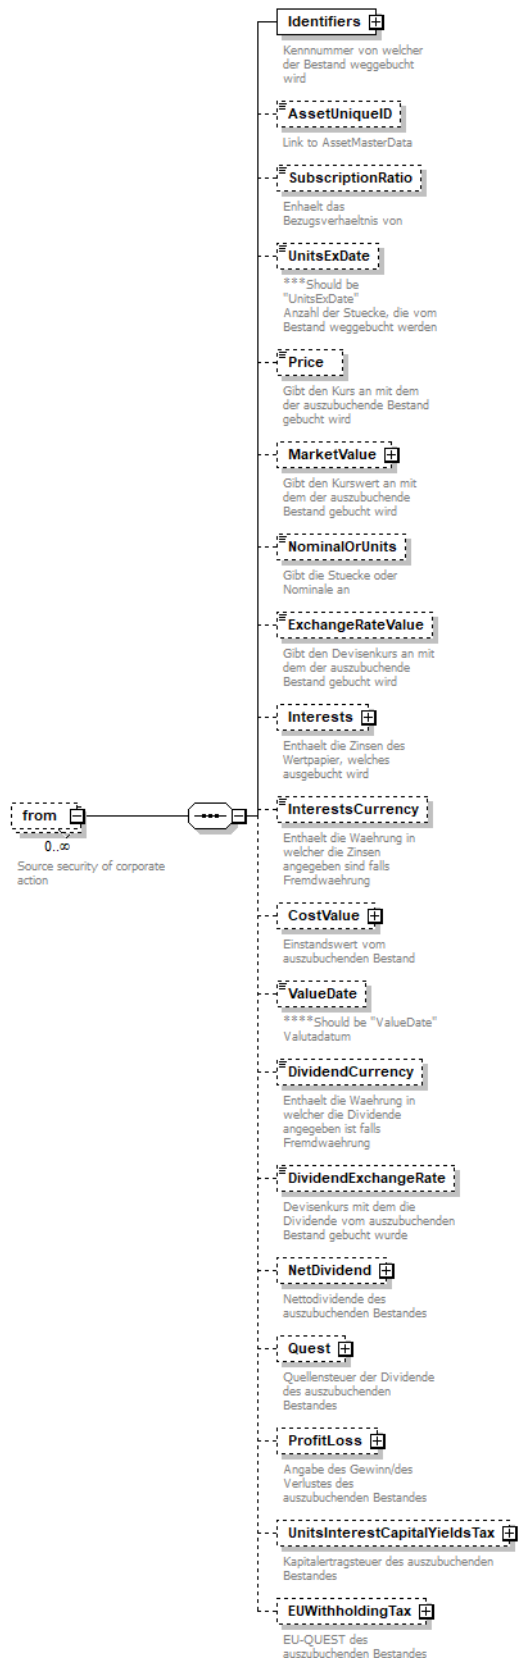 Identifiers
Kennnummer von welcher
der Bestand weggebucht
wird
AssetUniqueID
Link to AssetMasterData
SubscriptionRatio
Enhaelt das
Bezugsverhaeltnis von
UnitsExDate
***Should be
"UnitsExDate"
Anzahl der Stuecke, die vom
Bestand weggebucht werden
Price
Gibt den Kurs an mit dem
der auszubuchende Bestand
gebucht wird
MarketValue
Gibt den Kurswert an mit
dem der auszubuchende
Bestand gebucht wird
NominalOrUnits
Gibt die Stuecke oder
Nominale an
ExchangeRateValue
Gibt den Devisenkurs an mit
dem der auszubuchende
Bestand gebucht wird
Interests
Enthaelt die Zinsen des
Wertpapier, welches
ausgebucht wird
from
0..∞
Source security of corporate
action
InterestsCurrency
Enthaelt die Waehrung in
welcher die Zinsen
angegeben sind falls
Fremdwaehrung
CostValue
Einstandswert vom
auszubuchenden Bestand
ValueDate
****Should be "ValueDate"
Valutadatum
DividendCurrency
Enthaelt die Waehrung in
welcher die Dividende
angegeben ist falls
Fremdwaehrung
DividendExchangeRate
Devisenkurs mit dem die
Dividende vom auszubuchenden
Bestand gebucht wurde
NetDividend
Nettodividende des
auszubuchenden Bestandes
Quest
Quellensteuer der Dividende
des auszubuchenden
Bestandes
ProfitLoss
Angabe des Gewinn/des
Verlustes des
auszubuchenden Bestandes
UnitsInterestCapitalYieldsTax
Kapitalertragsteuer des auszubuchenden
Bestandes
EUWithholdingTax
EU-QUEST des
auszubuchenden Bestandes